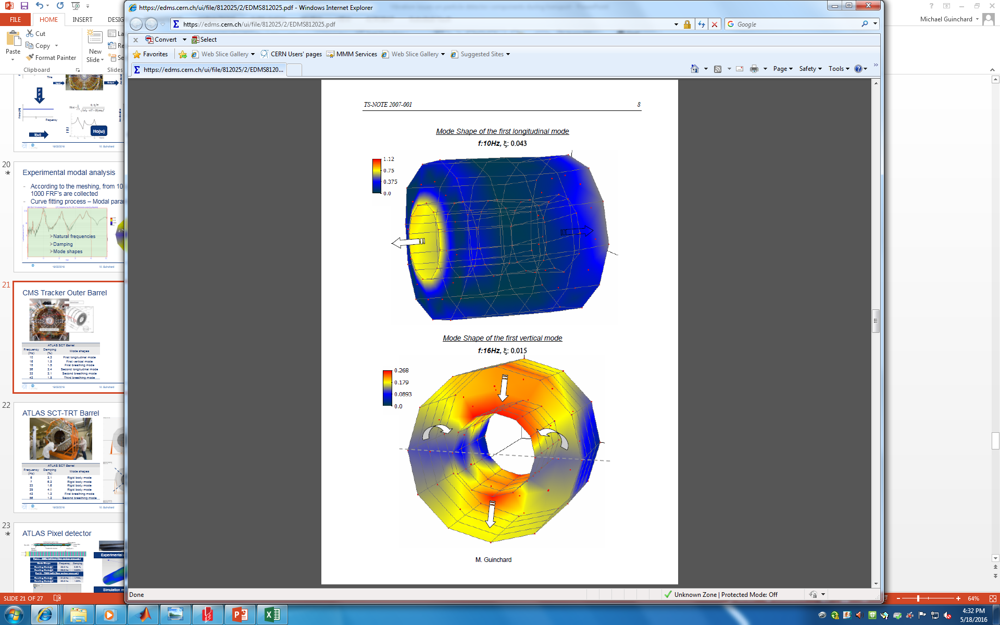 https://edms.cern.ch/ui/file/812025/2/EDMS812025.pdf - Windows Internet Explorer
https://edms.cern.ch/ui/file/812025/2/EDMS812025.pdf
Google
Convert
Select
Favorites
Web Slice Gallery
CERN Users' pages
MMM Services
Web Slice Gallery
Suggested Sites
https://edms.cern.ch/ui/file/812025/2/EDMS8120...
Page
Safety
Tools
FILE
HOME
INSERT
DESIG
Michael Guinchard
Paste
Cut
Copy
Format Painter
Clipboard
New
Slide
La
Re
Se
Slides
Time
Output
F
F
T
Frequency
FRF
Ho(ω)
I(ω)
M. Guinchard
20
Experimental modal analysis
- According to the meshing, from 10
1000 FRF's are collected
- Curve fitting process – Modal para
Natural frequencies
Damping
Mode shapes
M. Guinchard
21
CMS Tracker Outer Barrel
ATLAS SCT Barrel
Frequency (Hz)
Damping (%)
Mode shapes
10 4.3 First longitudinal mode
16 1.5 First vertical mode
18 1.5 First breathing mode
26 2.4 Second longitudinal mode
32 2.1 Second breathing mode
43 1.5 Third breathing mode
M. Guinchard
22
ATLAS SCT-TRT Barrel
ATLAS SCT Barrel
Frequency (Hz)
Damping (%)
Mode shapes
6 2.1 Rigid body mode
7 6.2 Rigid body mode
23 1.6 Rigid body mode
29 4.0 Rigid body mode
42 1.2 First breathing mode
56 1.2 Second breathing mode
M. Guinchard
23
ATLAS Pixel detector
Experimental
Simulation re
TS-NOTE 2007-001 8
Mode Shape of the first longitudinal mode
f:10Hz, ξ: 0.043
1.12
0.75
0.375
0.0
Mode Shape of the first vertical mode
f:16Hz, ξ: 0.015
0.268
0.179
0.0893
0.0
M. Guinchard
Done
Unknown Zone | Protected Mode: Off
SLIDE 21 OF 27
64%
4:32 PM
5/18/2016